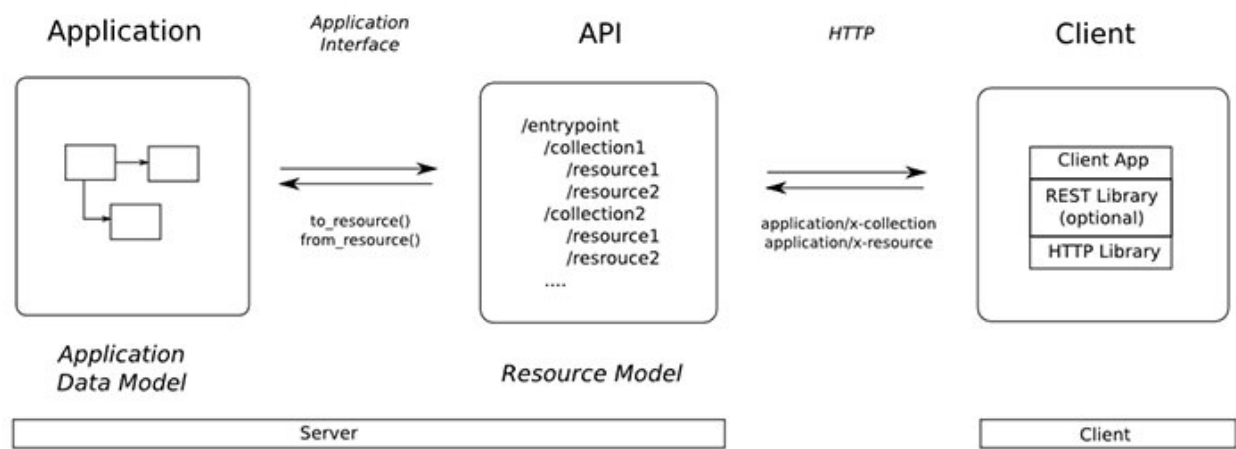 Application
Application
Interface
API
HTTP
Client
/entrypoint
/collection1
/resource1
/resource2
/collection2
/resource1
/resrouce2
....
to_resource()
from_resource()
application/x-collection
application/x-resource
Client App
REST Library
(optional)
HTTP Library
Application
Data Model
Resource Model
Server
Client